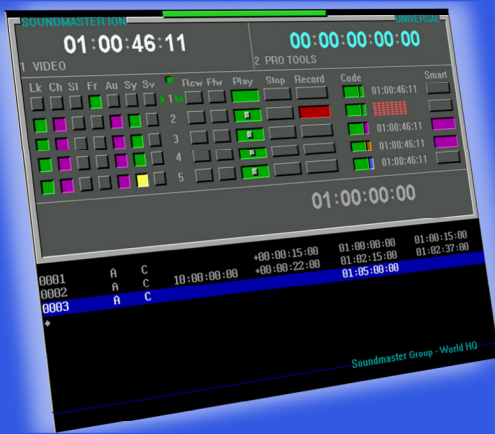 SOUNDMASTER ION UNIVERSAL
01:00:46:11 00:00:00:00
1 VIDEO 2 PRO TOOLS
Lk Ch Sl Fr Au Sy Sv Rew Ffw Play Stop Record Code Smart
1 M 01:00:46:11
2
3 01:00:46:11
4 01:00:46:11
5 01:00:46:11
01:00:00:00
0001 A C +00:00:15:00 01:00:00:00 01:00:15:00
0002 A C 10:00:00:00 +00:00:22:00 01:02:15:00 01:02:37:00
0003 A C 01:05:00:00
Soundmaster Group - World HQ